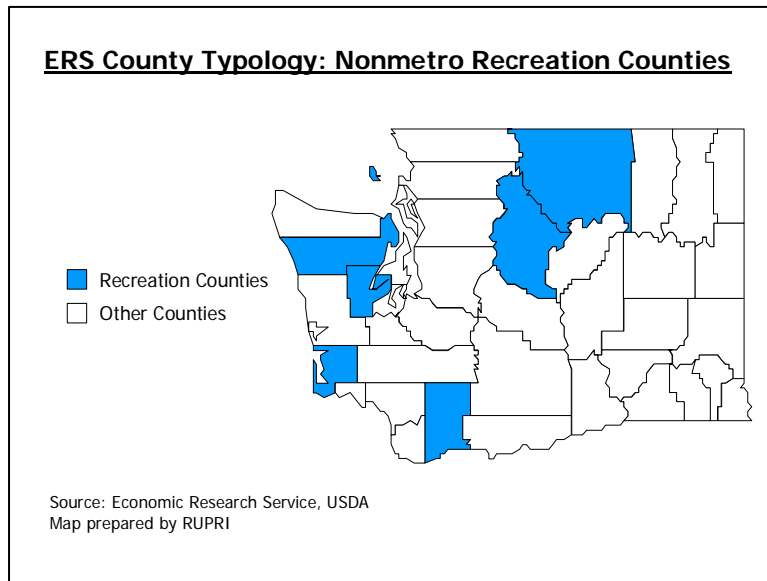 ERS County Typology: Nonmetro Recreation Counties
Recreation Counties
Other Counties
Source: Economic Research Service, USDA
Map prepared by RUPRI